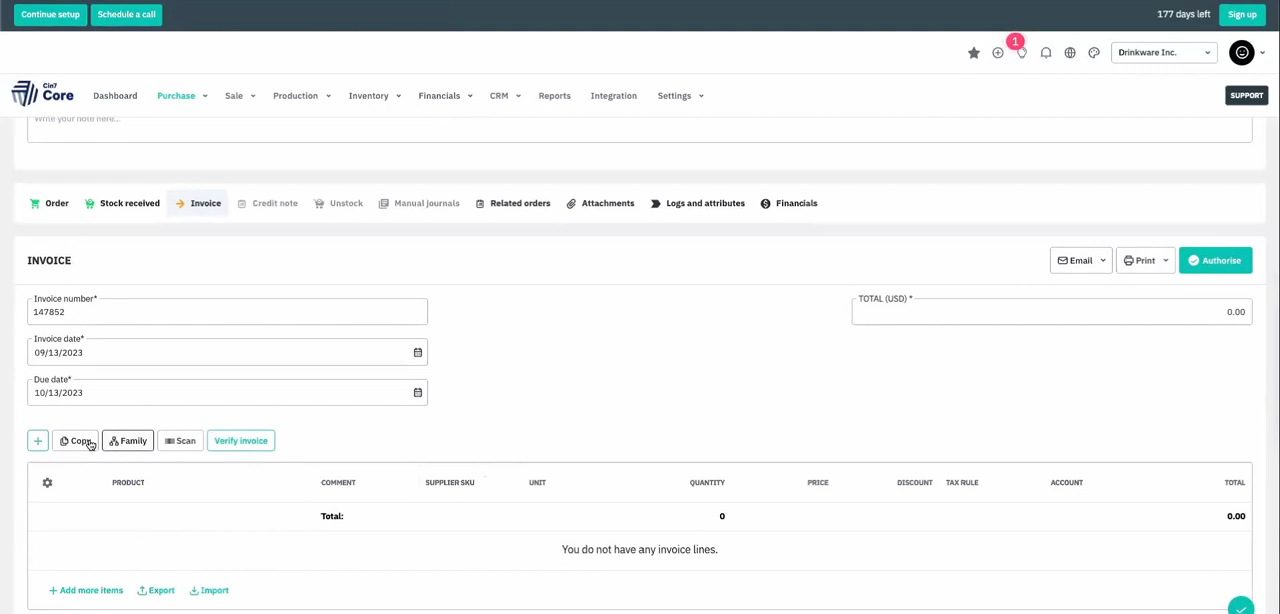 Continue setup
Schedule a call
177 days left
Sign up
1
Drinkware Inc.
Cin7
Core
Dashboard
Purchase
Sale
Production
Inventory
Financials
CRM
Reports
Integration
Settings
SUPPORT
Write your note here...
Order
Stock received
Invoice
Credit note
Unstock
Manual journals
Related orders
Attachments
Logs and attributes
Financials
INVOICE
Email
Print
Authorise
Invoice number*
147852
TOTAL (USD) *
0.00
Invoice date*
09/13/2023
Due date*
10/13/2023
+
Copy
Family
Scan
Verify invoice
PRODUCT
COMMENT
SUPPLIER SKU
UNIT
QUANTITY
PRICE
DISCOUNT
TAX RULE
ACCOUNT
TOTAL
Total:
0
0.00
You do not have any invoice lines.
+ Add more items
Export
Import